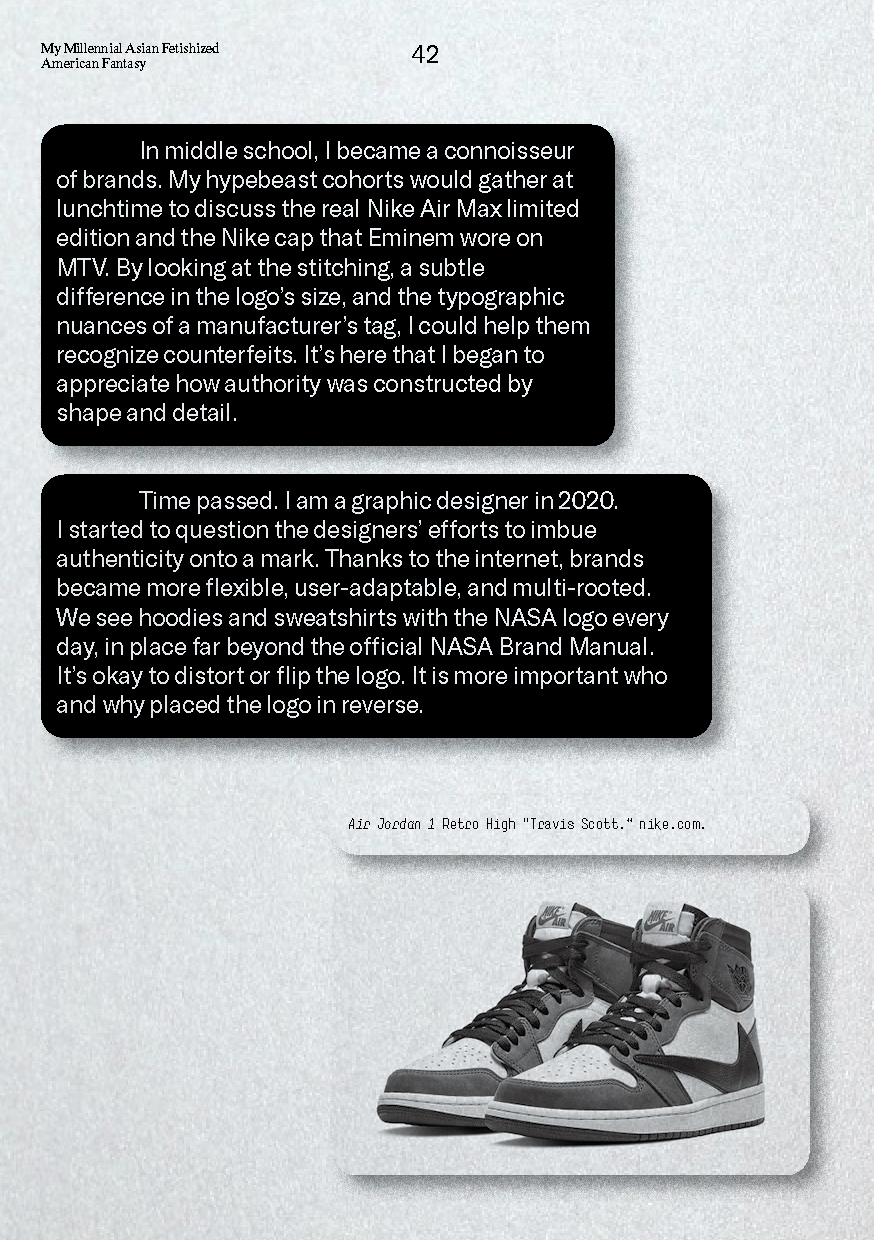 My Millennial Asian Fetishized
American Fantasy
42
In middle school, I became a connoisseur
of brands. My hypebeast cohorts would gather at
lunchtime to discuss the real Nike Air Max limited
edition and the Nike cap that Eminem wore on
MTV. By looking at the stitching, a subtle
difference in the logo's size, and the typographic
nuances of a manufacturer's tag, I could help them
recognize counterfeits. It's here that I began to
appreciate how authority was constructed by
shape and detail.
Time passed. I am a graphic designer in 2020.
I started to question the designers' efforts to imbue
authenticity onto a mark. Thanks to the internet, brands
became more flexible, user-adaptable, and multi-rooted.
We see hoodies and sweatshirts with the NASA logo every
day, in place far beyond the official NASA Brand Manual.
It's okay to distort or flip the logo. It is more important who
and why placed the logo in reverse.
Air Jordan 1 Retro High "Travis Scott." nike.com.
NIKE
AIR
NIKE
AIR